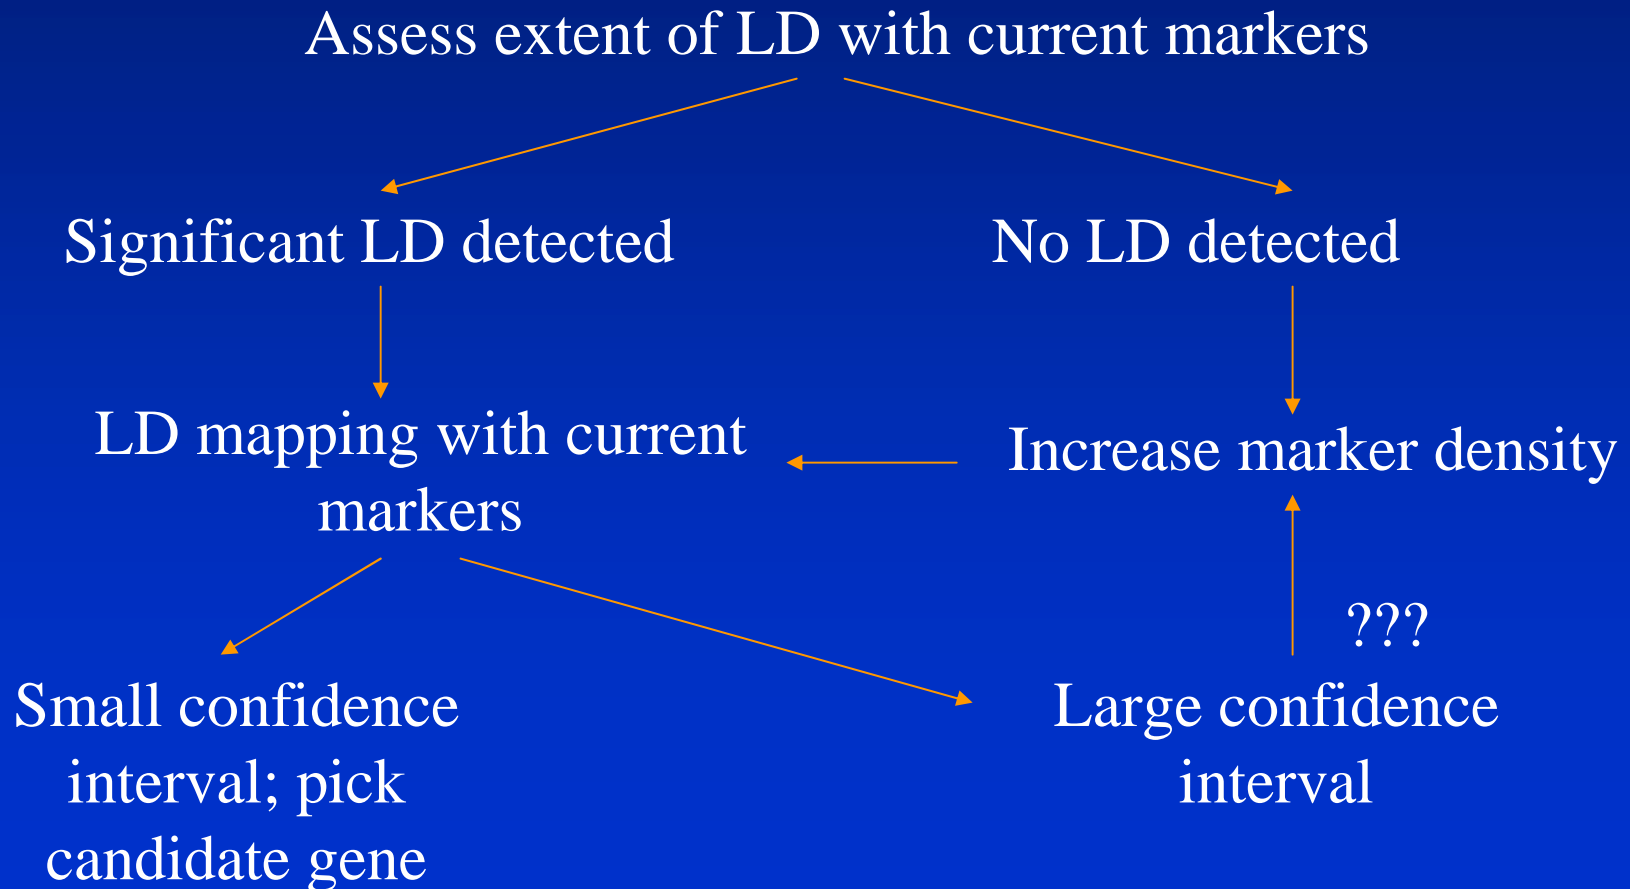 Assess extent of LD with current markers
Significant LD detected
No LD detected
LD mapping with current
markers
Increase marker density
???
Small confidence
interval; pick
candidate gene
Large confidence
interval